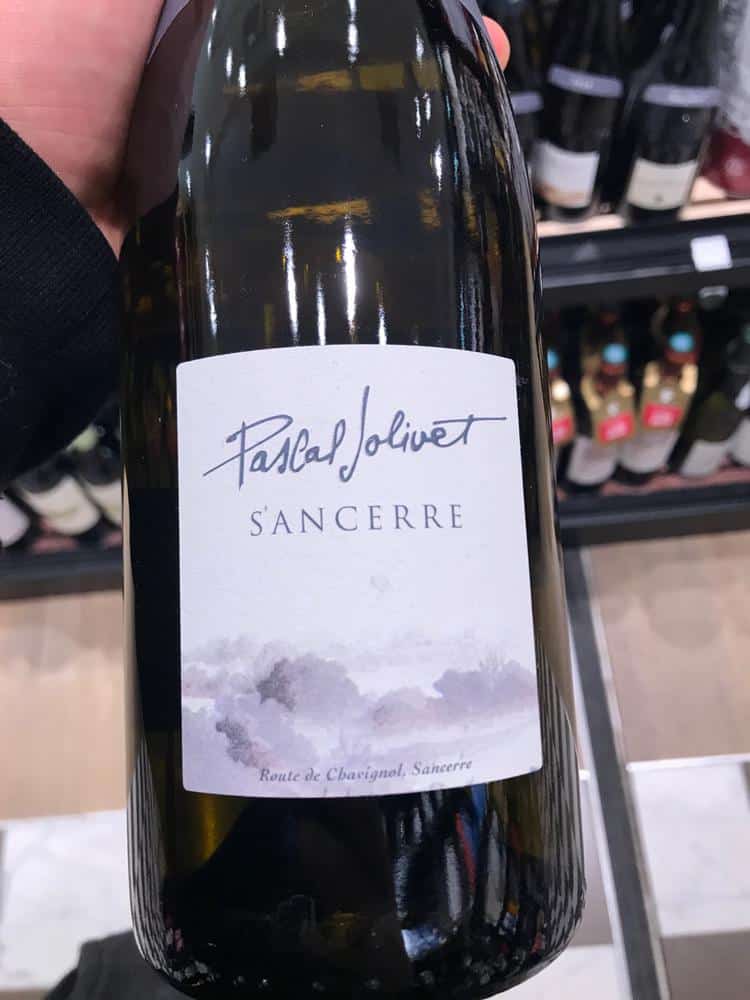 Pascal Jolivet
S'ANCERRE
Route de Chavignol, Sancerre